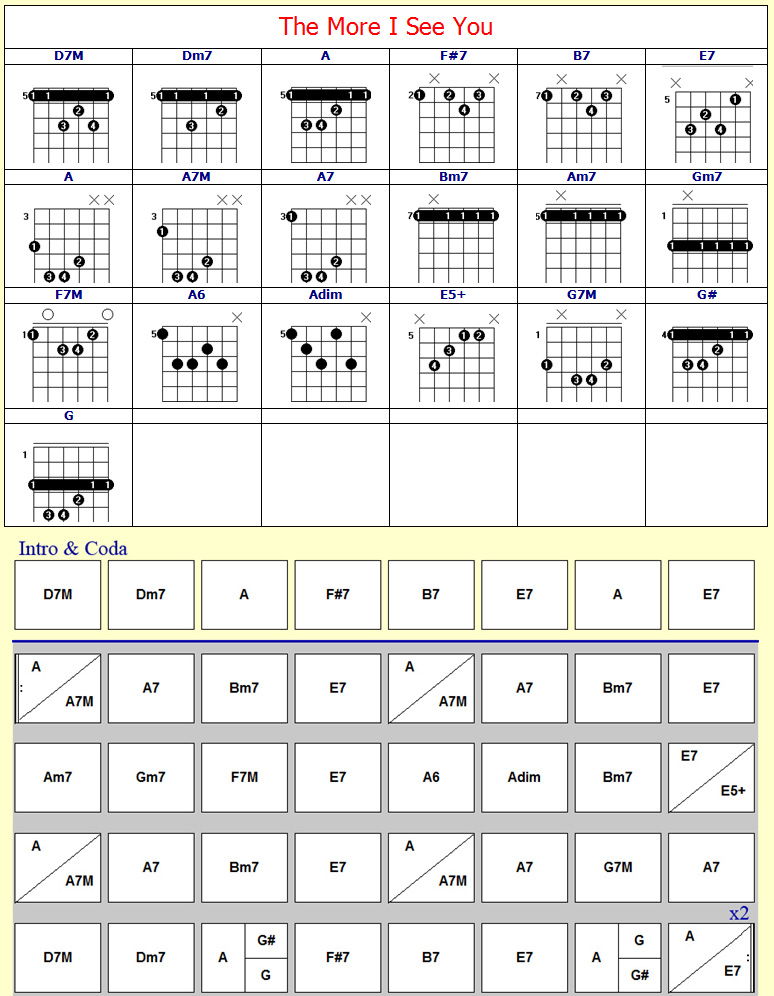 The More I See You
D7M Dm7 A F#7 B7 E7
5 1 1 1 5 1 1 1 5 1 1 1 2 1 2 3 7 1 2 3 5 1
2 2 2 4 4 2
3 4 3 3 4 3 4
A A7M A7 Bm7 Am7 Gm7
3 3 3 1 7 1 1 1 1 1 5 1 1 1 1 1 1
1 1 1 1 1 1 1
2 2 2
3 4 3 4 3 4
F7M A6 Adim E5+ G7M G#
1 1 2 5 5 5 1 2 1 4 1 1 1
3 4 3 2
4 1 2 3 4
3 4
G
1
1 1 1
2
3 4
Intro & Coda
D7M Dm7 A F#7 B7 E7 A E7
A A7M A7 Bm7 E7 A A7M A7 Bm7 E7
Am7 Gm7 F7M E7 A6 Adim Bm7 E7 E5+
A A7M A7 Bm7 E7 A A7M A7 G7M A7
x2
D7M Dm7 A G# G F#7 B7 E7 A G G# A E7